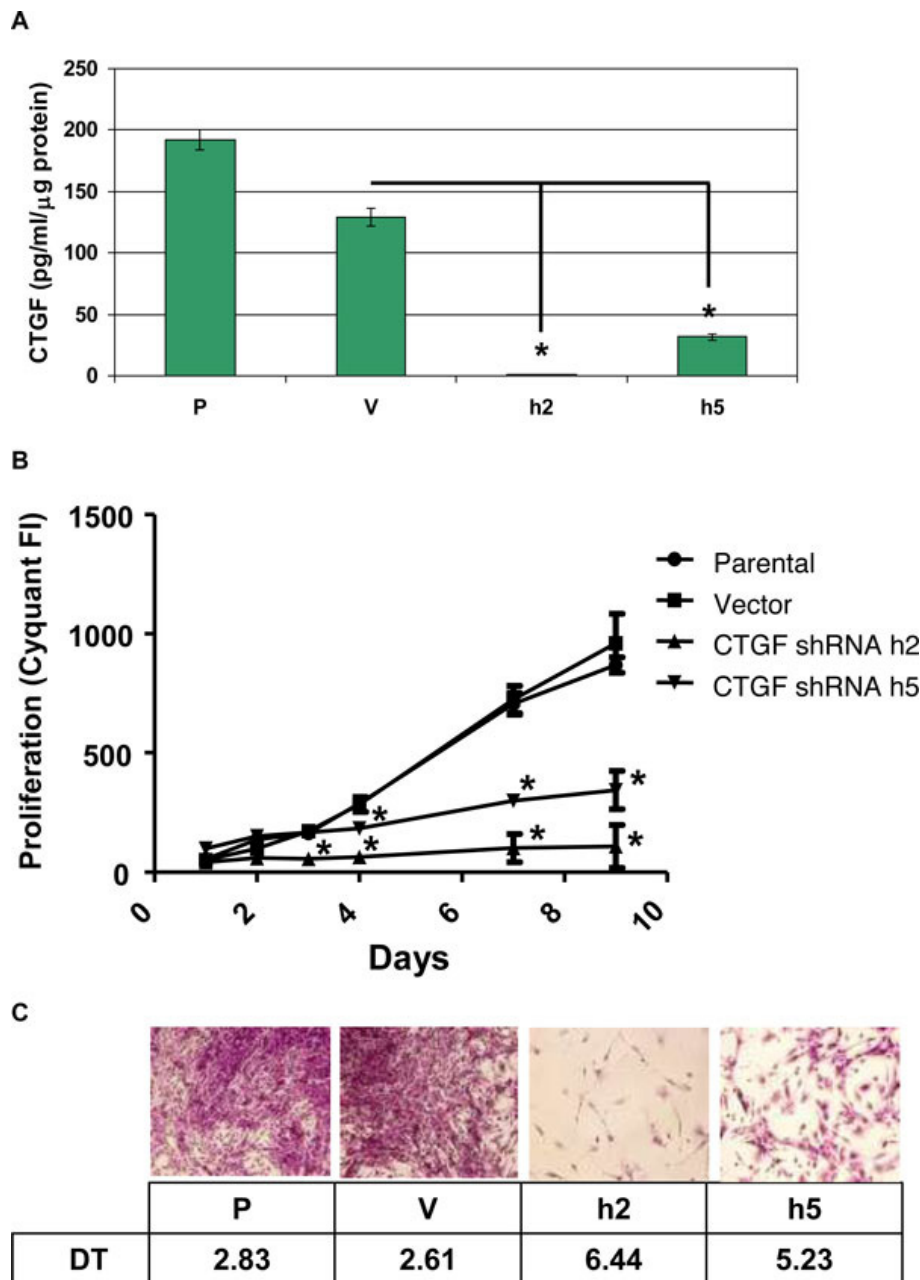 A
250
200
150
100
50
0
CTGF (pg/ml/µg protein)
*
*
P V h2 h5
B
1500
1000
500
0
Proliferation (Cyquant FI)
Parental
Vector
CTGF shRNA h2
CTGF shRNA h5
* * * * * * *
0 2 4 6 8 10
Days
C
P V h2 h5
DT 2.83 2.61 6.44 5.23